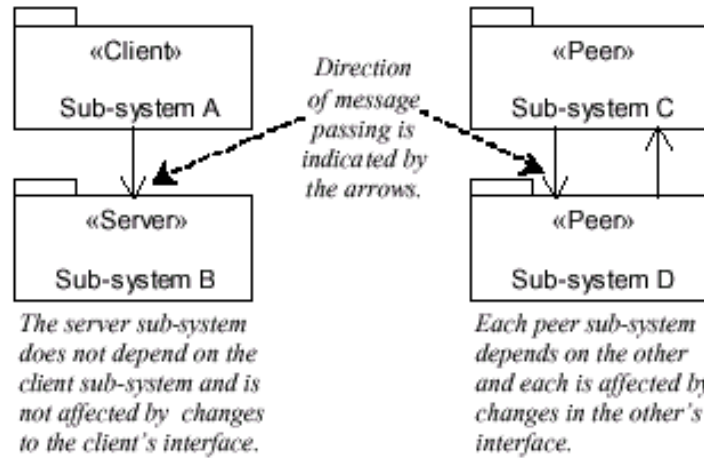 «Client»
Sub-system A
«Server»
Sub-system B
The server sub-system
does not depend on the
client sub-system and is
not affected by changes
to the client's interface.
Direction
of message
passing is
indicated by
the arrows.
«Peer»
Sub-system C
«Peer»
Sub-system D
Each peer sub-system
depends on the other
and each is affected by
changes in the other's
interface.